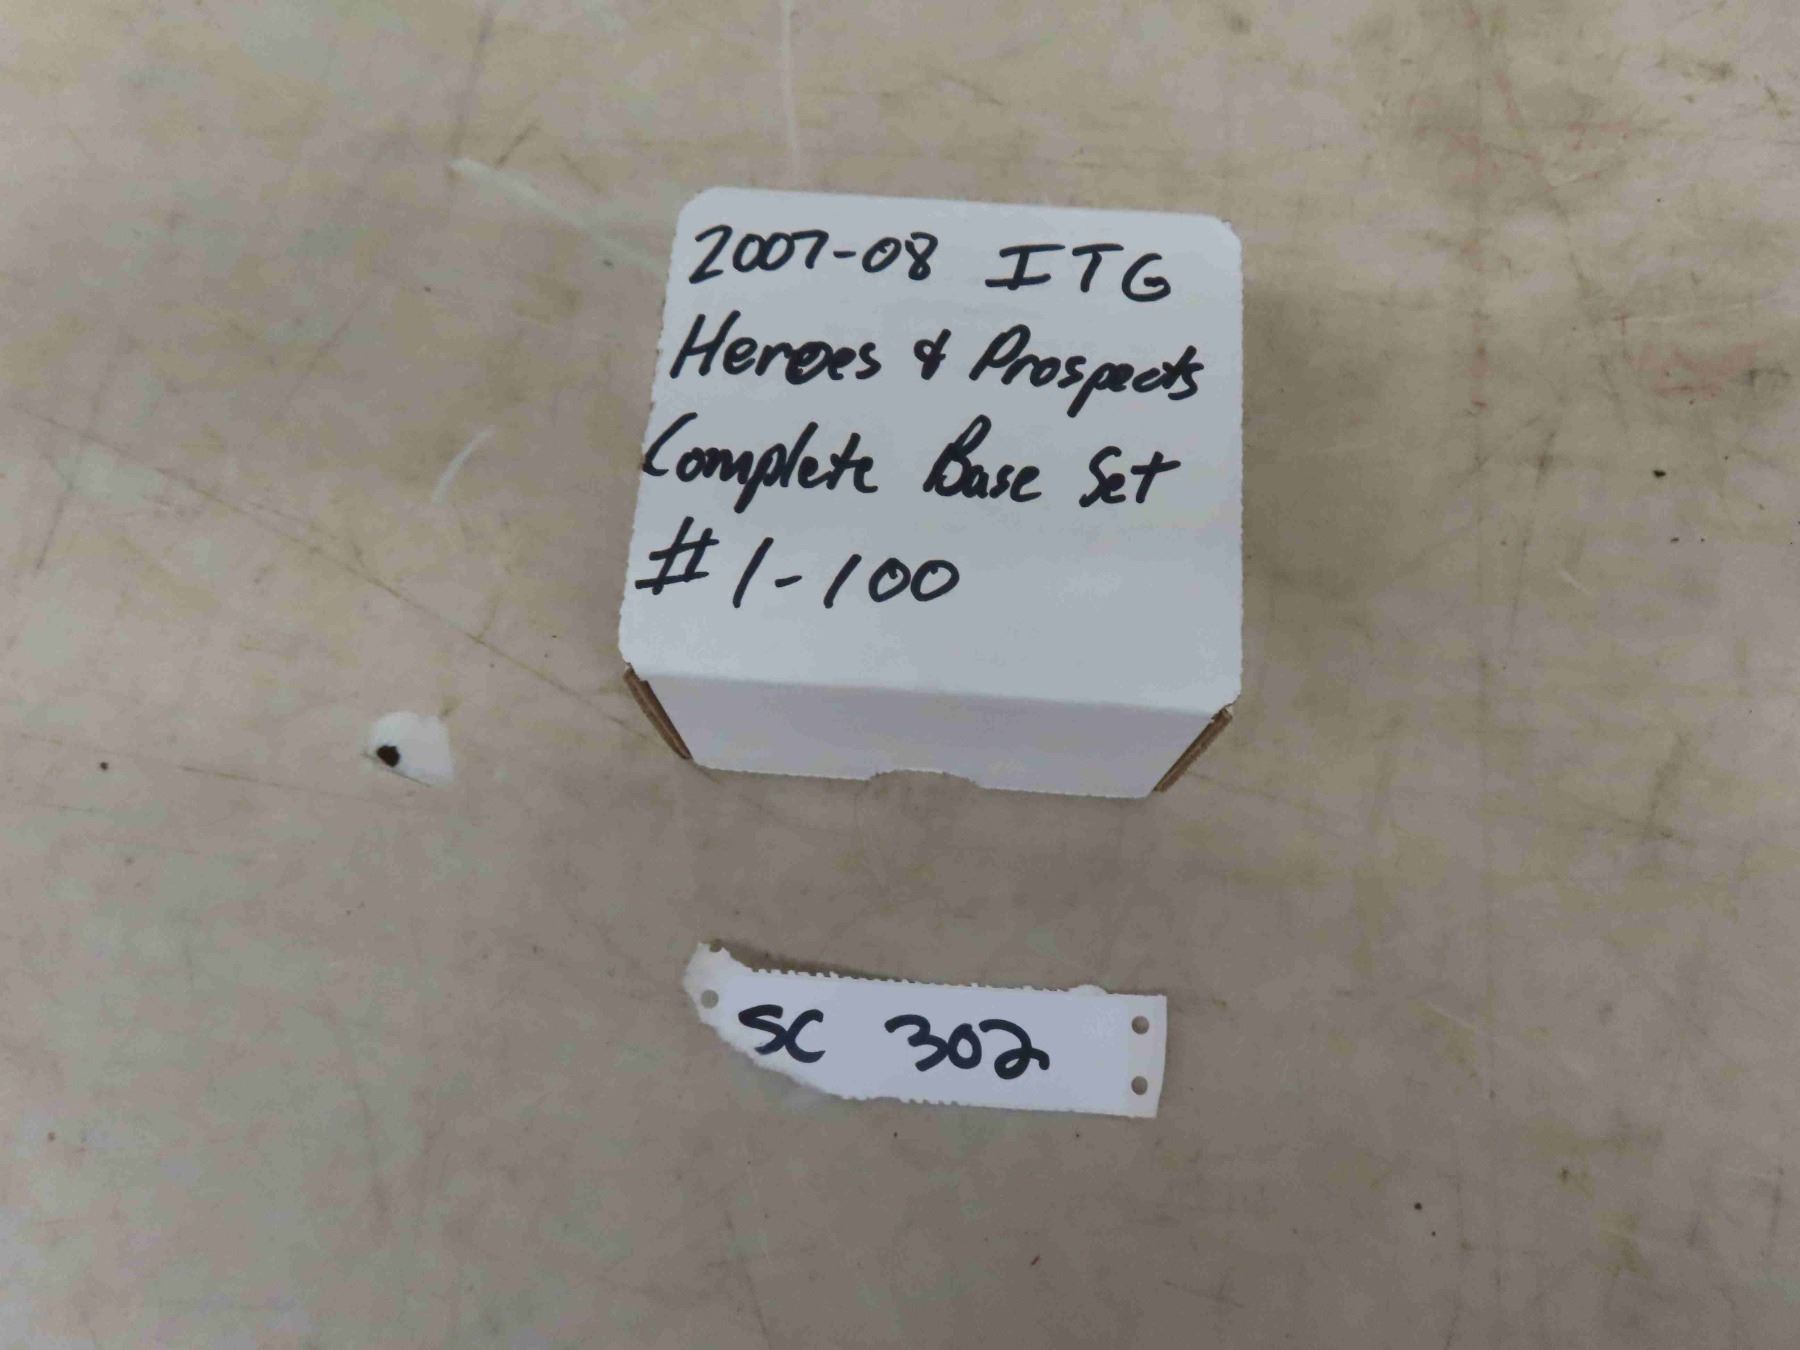 2007-08 ITG
Heroes & Prospects
Complete Base Set
# 1-100
SC 302